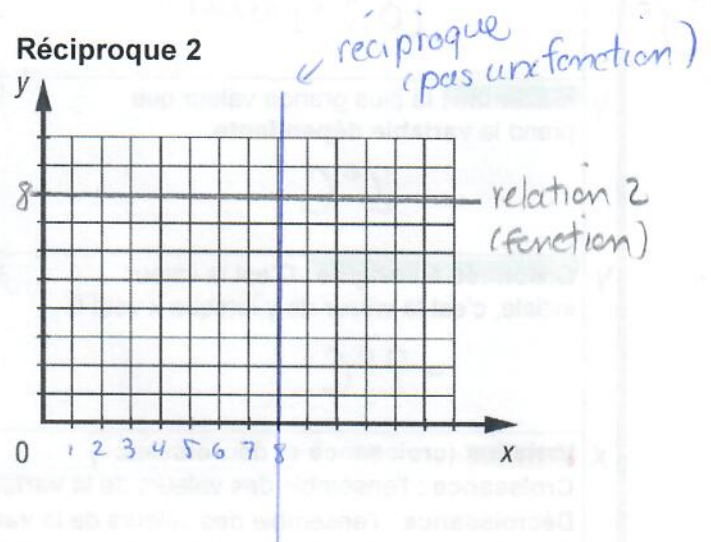 Réciproque 2
réciproque
(pas une fonction)
y
8
relation 2
(fonction)
0 1 2 3 4 5 6 7 8 x